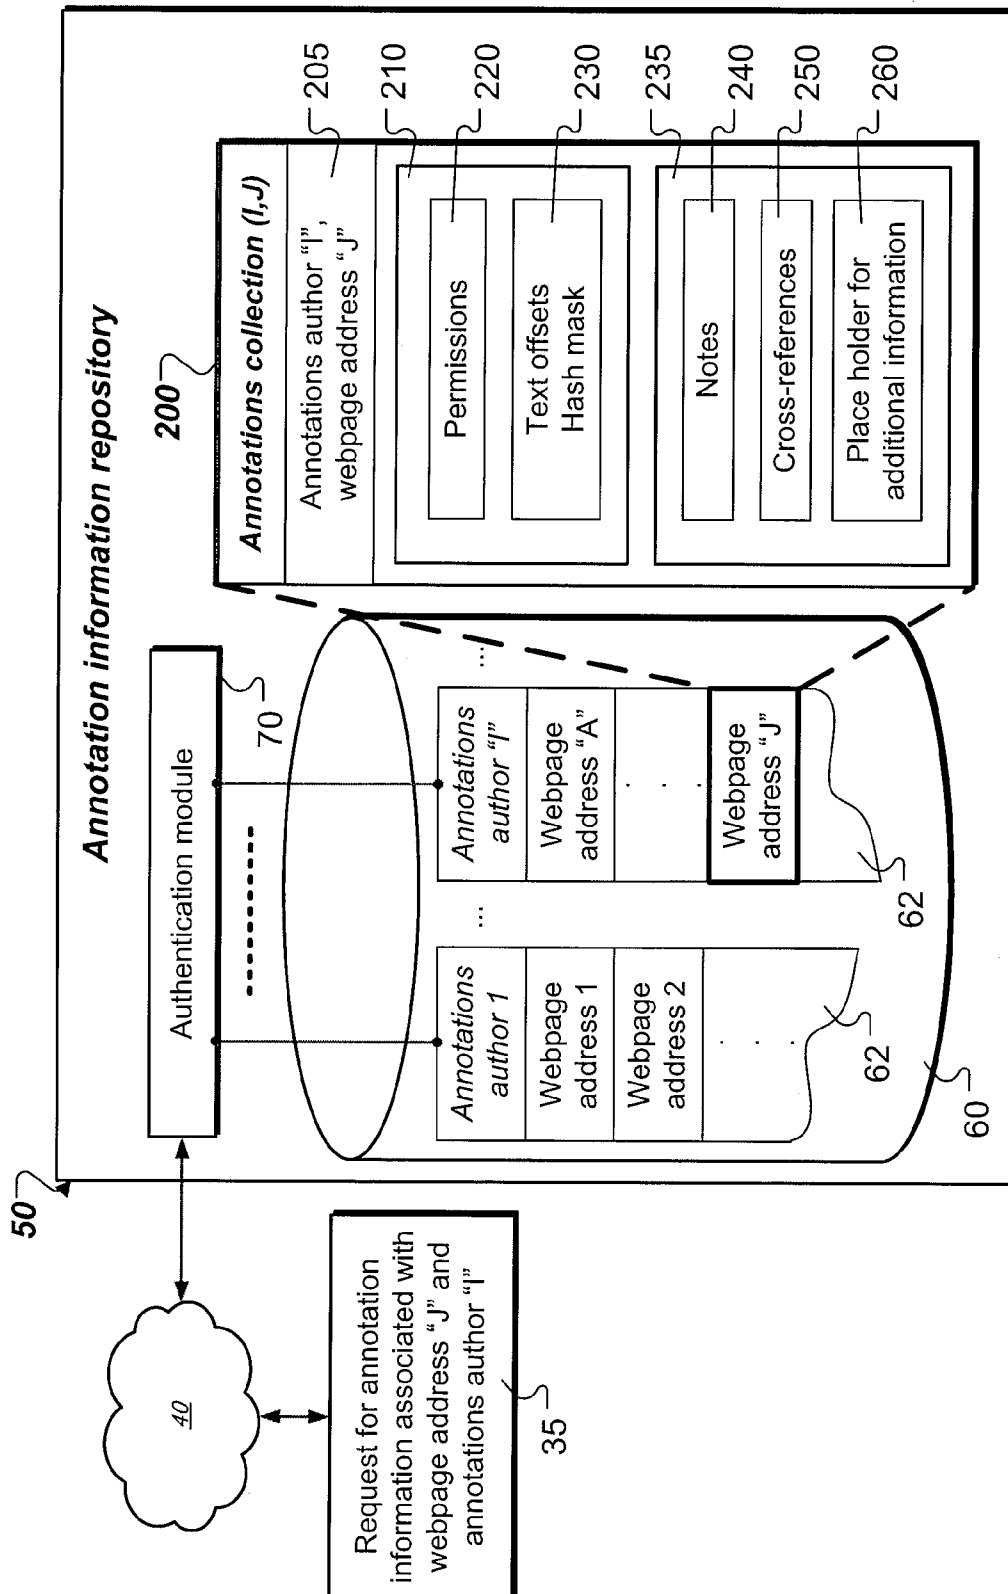 50
Annotation information repository
40
Request for annotation
information associated with
webpage address “J” and
annotations author “I”
35
Authentication module
70
Annotations
author 1
Webpage
address 1
Webpage
address 2
. . .
62
...
Annotations
author “I”
Webpage
address “A”
. . .
Webpage
address “J”
62
...
60
200
Annotations collection (I,J)
Annotations author “I”,
webpage address “J”
205
210
Permissions
220
Text offsets
Hash mask
230
235
Notes
240
Cross-references
250
Place holder for
additional information
260